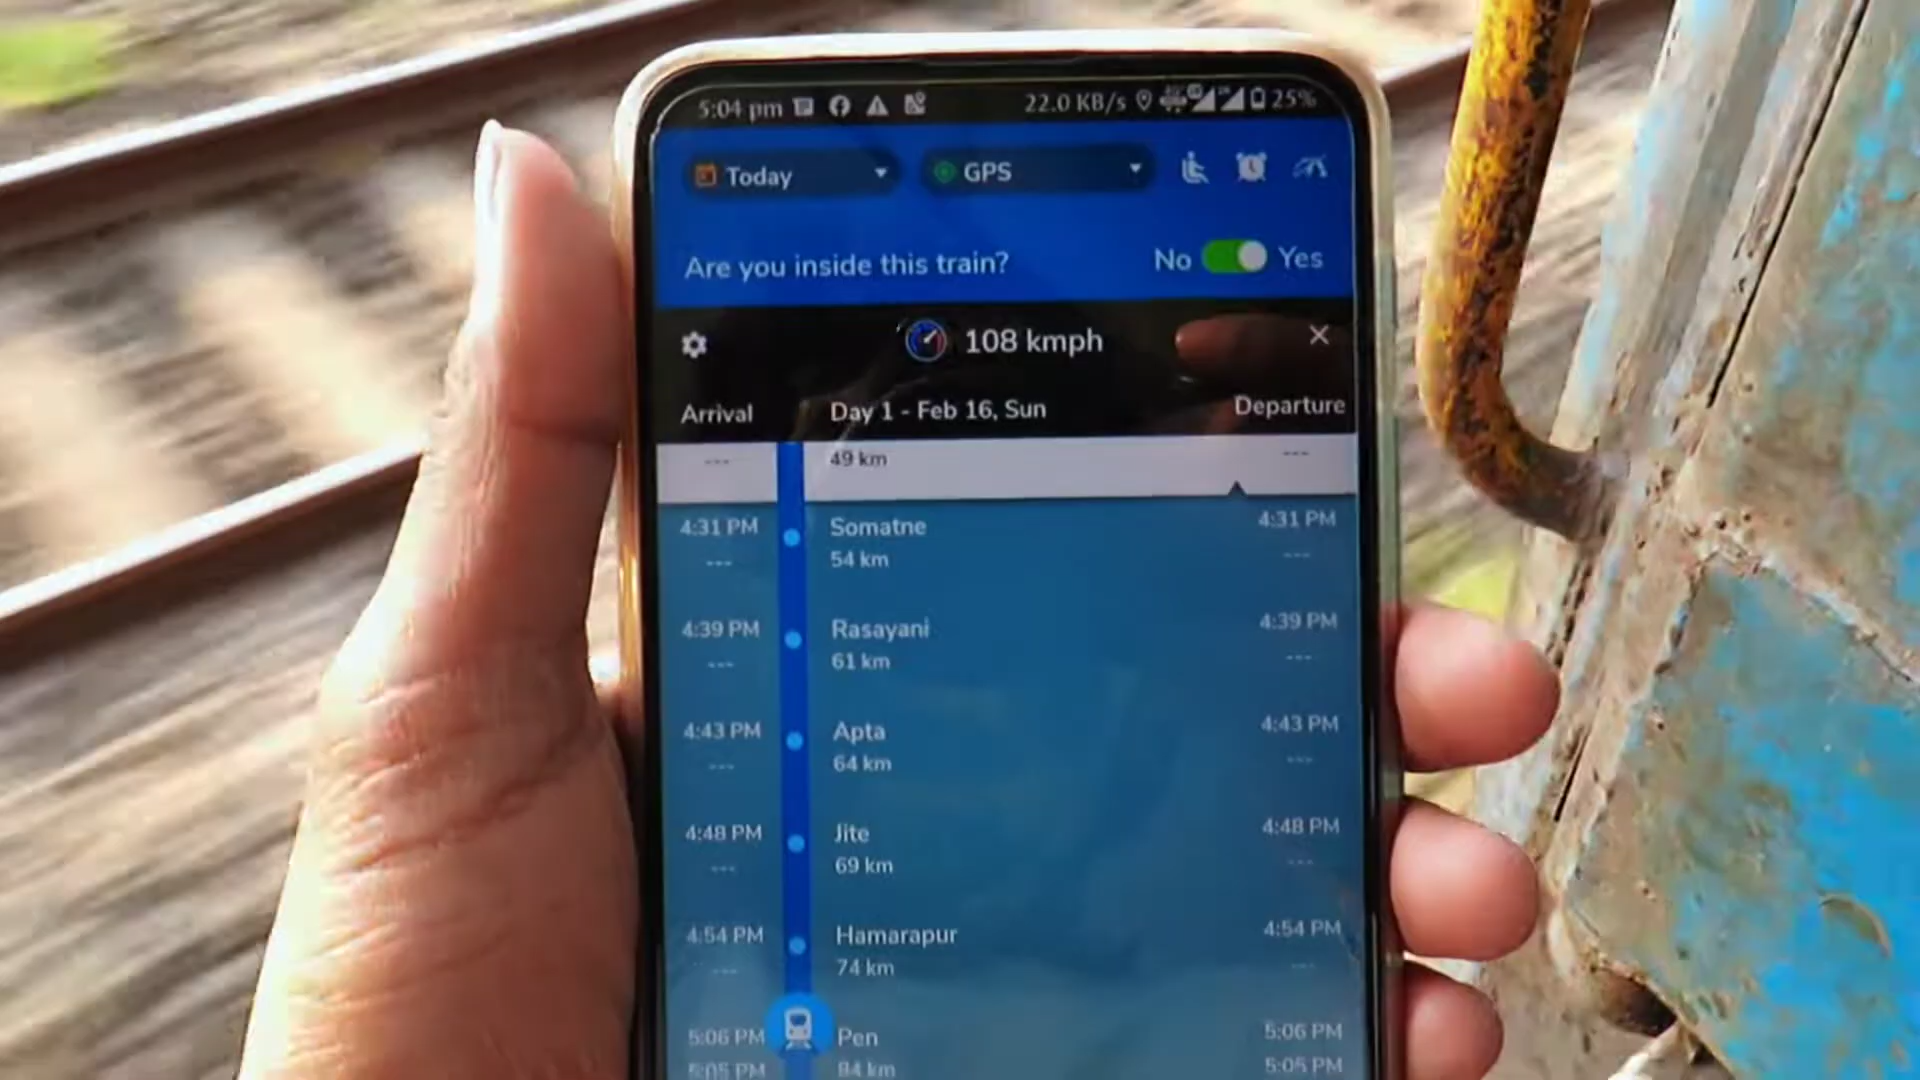 5:04 pm 22.0 KB/s 25%
Today GPS
Are you inside this train? No Yes
108 kmph
Arrival Day 1 - Feb 16, Sun Departure
--- 49 km ---
4:31 PM Somatne 4:31 PM
--- 54 km ---
4:39 PM Rasayani 4:39 PM
--- 61 km ---
4:43 PM Apta 4:43 PM
--- 64 km ---
4:48 PM Jite 4:48 PM
--- 69 km ---
4:54 PM Hamarapur 4:54 PM
--- 74 km ---
5:06 PM Pen 5:06 PM
5:05 PM 84 km 5:05 PM